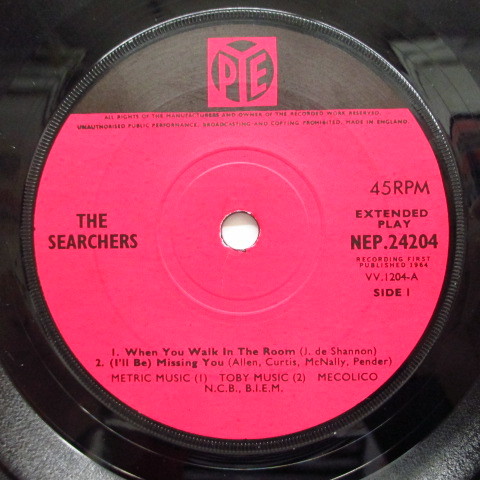 PYE
ALL RIGHTS OF THE MANUFACTURERS AND OWNER OF THE RECORDED WORK RESERVED.
UNAUTHORISED PUBLIC PERFORMANCE, BROADCASTING AND COPYING PROHIBITED. MADE IN ENGLAND.
45RPM
THE
SEARCHERS
EXTENDED
PLAY
NEP.24204
RECORDING FIRST
PUBLISHED 1964
VV.1204-A
SIDE 1
1. When You Walk In The Room (J. de Shannon)
2. (I'll Be) Missing You (Allen, Curtis, McNally, Pender)
METRIC MUSIC (1) TOBY MUSIC (2) MECOLICO
N.C.B., B.I.E.M.